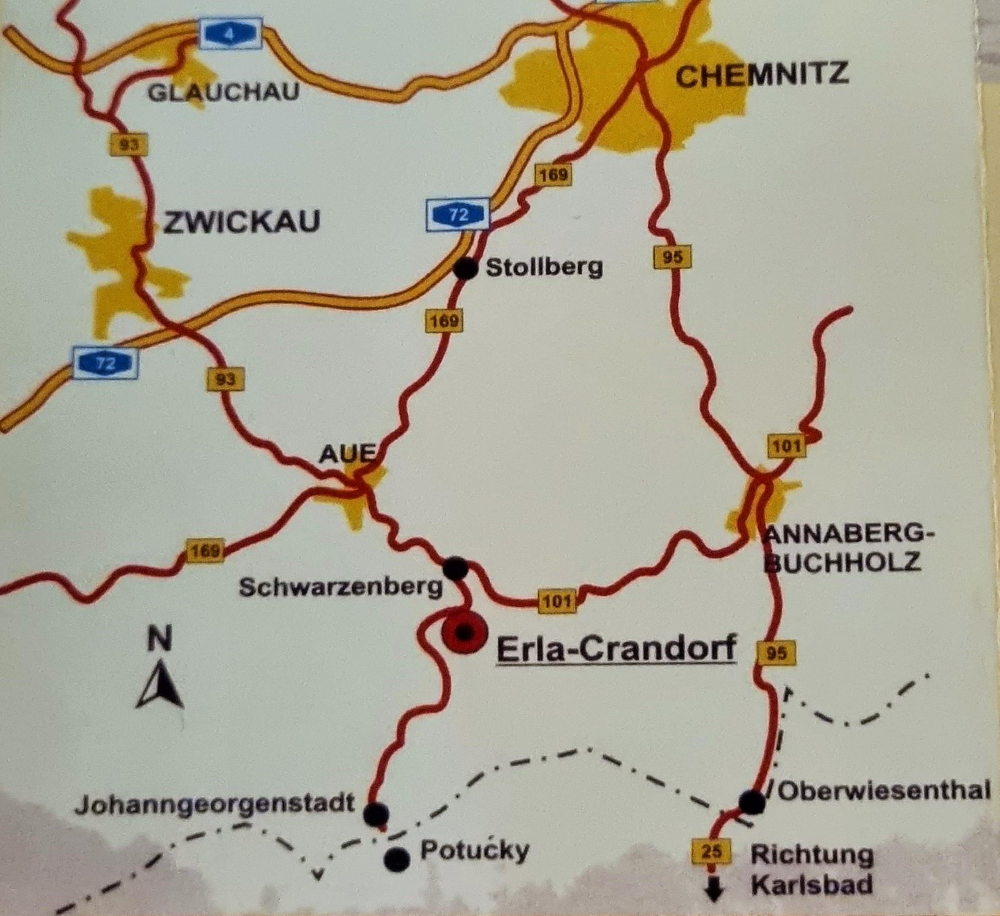 4
CHEMNITZ
GLAUCHAU
93
169
72
ZWICKAU
95
Stollberg
169
72
93
101
AUE
ANNABERG-
BUCHHOLZ
169
Schwarzenberg
101
N
Erla-Crandorf
95
Oberwiesenthal
Johanngeorgenstadt
Potućky
25
Richtung
Karlsbad